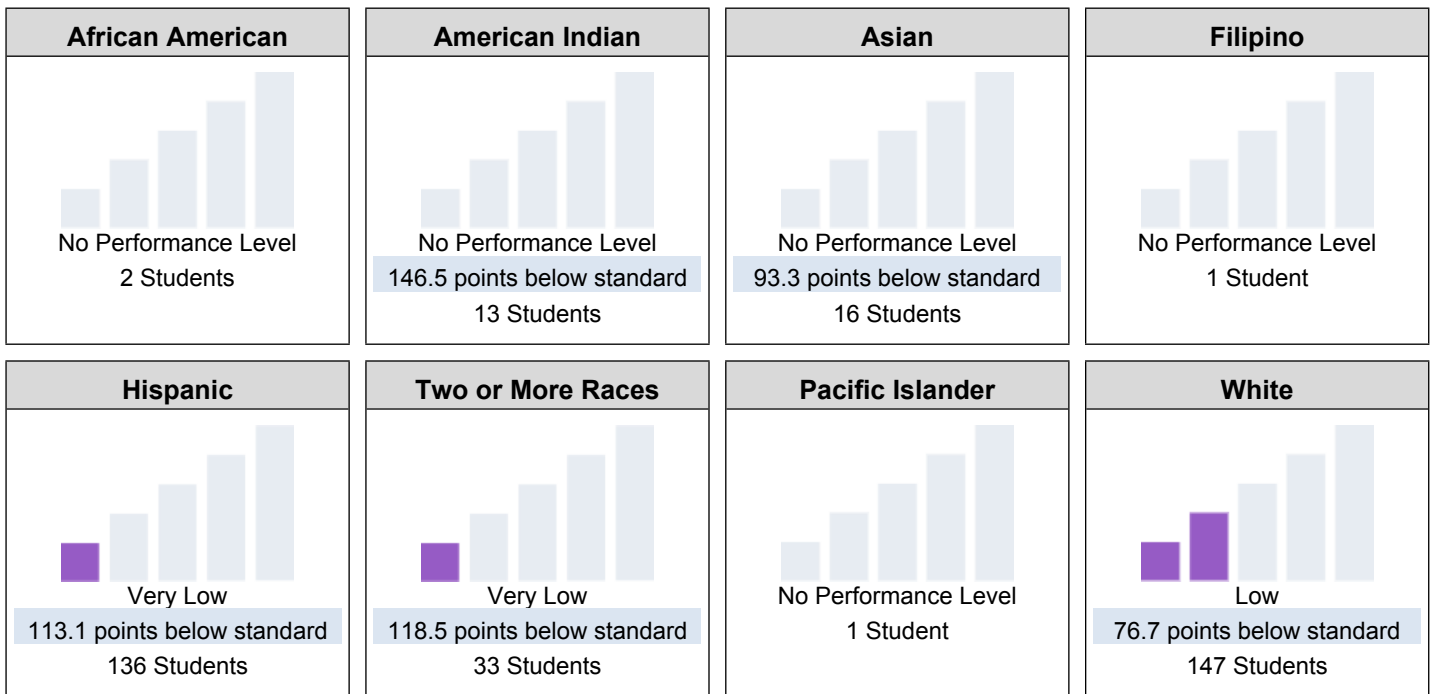 African American
No Performance Level
2 Students
American Indian
No Performance Level
146.5 points below standard
13 Students
Asian
No Performance Level
93.3 points below standard
16 Students
Filipino
No Performance Level
1 Student
Hispanic
Very Low
113.1 points below standard
136 Students
Two or More Races
Very Low
118.5 points below standard
33 Students
Pacific Islander
No Performance Level
1 Student
White
Low
76.7 points below standard
147 Students